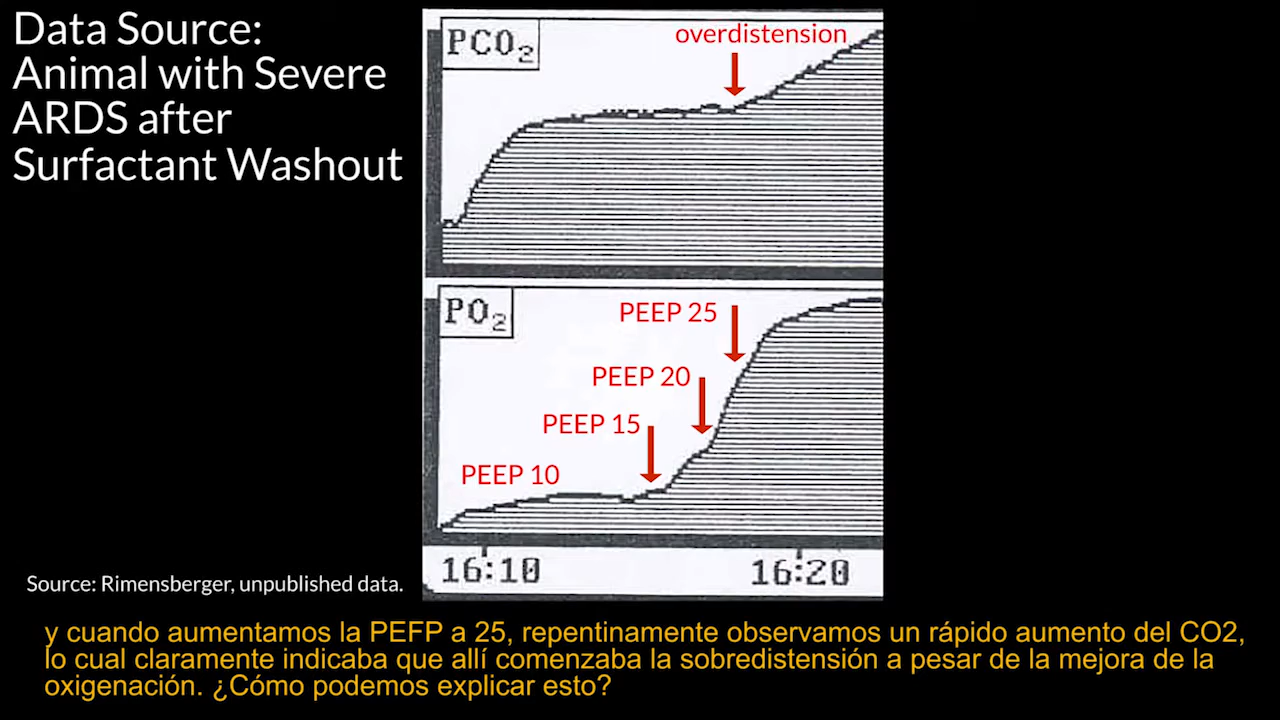 Data Source:
Animal with Severe
ARDS after
Surfactant Washout
PCO₂
overdistension
PO₂
PEEP 25
PEEP 20
PEEP 15
PEEP 10
16:10
16:20
Source: Rimensberger, unpublished data.
y cuando aumentamos la PEFP a 25, repentinamente observamos un rápido aumento del CO2,
lo cual claramente indicaba que allí comenzaba la sobredistensión a pesar de la mejora de la
oxigenación. ¿Cómo podemos explicar esto?